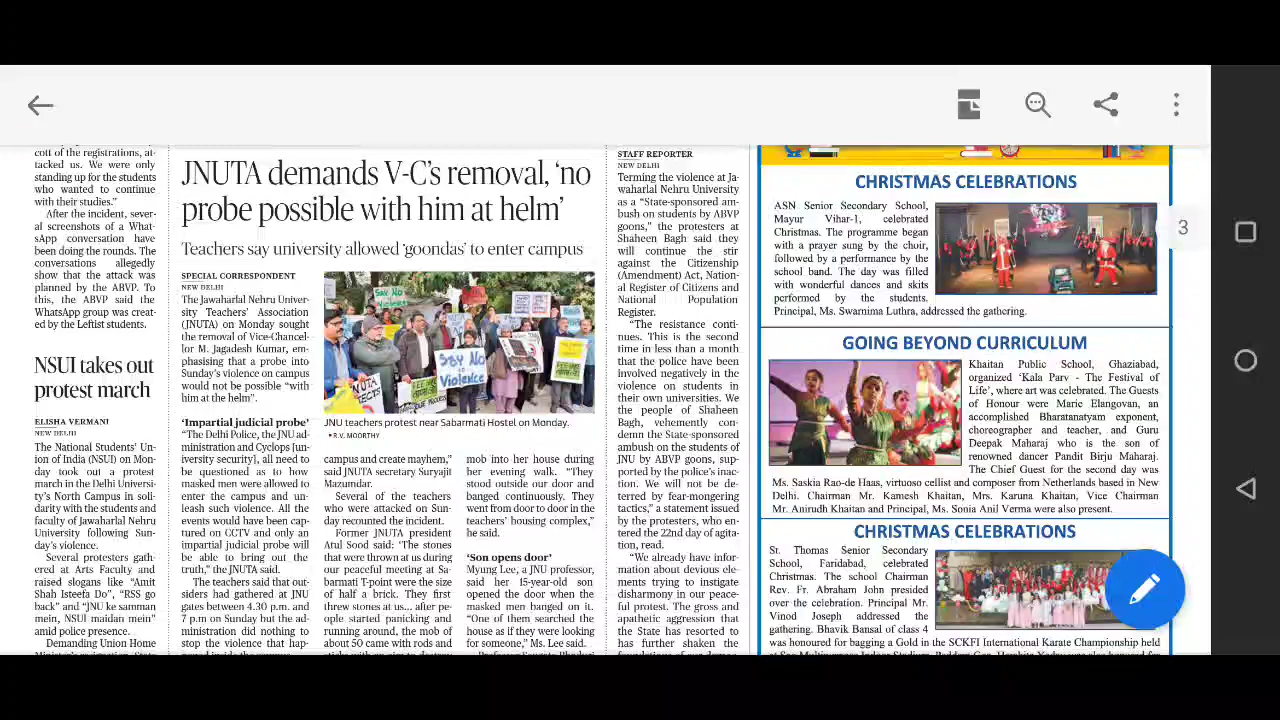 3
cott of the registrations, at-
tacked us. We were only
standing up for the students
who wanted to continue
with their studies."
After the incident, sever-
al screenshots of a What-
sApp conversation have
been doing the rounds. The
conversations allegedly
show that the attack was
planned by the ABVP. To
this, the ABVP said the
WhatsApp group was creat-
ed by the Leftist students.
NSUI takes out
protest march
ELISHA VERMANI
NEW DELHI
The National Students' Un-
ion of India (NSUI) on Mon-
day took out a protest
march in the Delhi Universi-
ty's North Campus in soli-
darity with the students and
faculty of Jawaharlal Nehru
University following Sun-
day's violence.
Several protesters gath-
ered at Arts Faculty and
raised slogans like "Amit
Shah Isteefa Do", "RSS go
back" and "JNU ke samman
mein, NSUI maidan mein"
amid police presence.
Demanding Union Home
JNUTA demands V-C's removal, 'no
probe possible with him at helm'
Teachers say university allowed 'goondas' to enter campus
SPECIAL CORRESPONDENT
NEW DELHI
The Jawaharlal Nehru Univer-
sity Teachers' Association
(JNUTA) on Monday sought
the removal of Vice-Chancel-
lor M. Jagadesh Kumar, em-
phasising that a probe into
Sunday's violence on campus
would not be possible "with
him at the helm".
'Impartial judicial probe'
"The Delhi Police, the JNU ad-
ministration and Cyclops [un-
iversity security], all need to
be questioned as to how
masked men were allowed to
enter the campus and un-
leash such violence. All the
events would have been cap-
tured on CCTV and only an
impartial judicial probe will
be able to bring out the
truth," the JNUTA said.
The teachers said that out-
siders had gathered at JNU
gates between 4.30 p.m. and
7 p.m on Sunday but the ad-
ministration did nothing to
stop the violence that hap-
SAY NO
to
Violence
JNU teachers protest near Sabarmati Hostel on Monday.
▪ R.V. MOORTHY
campus and create mayhem,"
said JNUTA secretary Suryajit
Mazumdar.
Several of the teachers
who were attacked on Sun-
day recounted the incident.
Former JNUTA president
Atul Sood said: "The stones
that were thrown at us during
our peaceful meeting at Sa-
barmati T-point were the size
of half a brick. They first
threw stones at us... after pe-
ople started panicking and
running around, the mob of
about 50 came with rods and
mob into her house during
her evening walk. "They
stood outside our door and
banged continuously. They
went from door to door in the
teachers' housing complex,"
he said.
'Son opens door'
Myung Lee, a JNU professor,
said her 15-year-old son
opened the door when the
masked men banged on it.
"One of them searched the
house as if they were looking
for someone," Ms. Lee said.
STAFF REPORTER
NEW DELHI
Terming the violence at Ja-
waharlal Nehru University
as a "State-sponsored am-
bush on students by ABVP
goons," the protesters at
Shaheen Bagh said they
will continue the stir
against the Citizenship
(Amendment) Act, Nation-
al Register of Citizens and
National Population
Register.
"The resistance conti-
nues. This is the second
time in less than a month
that the police have been
involved negatively in the
violence on students in
their own universities. We
the people of Shaheen
Bagh, vehemently con-
demn the State-sponsored
ambush on the students of
JNU by ABVP goons, sup-
ported by the police's inac-
tion. We will not be de-
terred by fear-mongering
tactics," a statement issued
by the protesters, who en-
tered the 22nd day of agita-
tion, read.
"We already have infor-
mation about devious ele-
ments trying to instigate
disharmony in our peace-
ful protest. The gross and
apathetic aggression that
the State has resorted to
has further shaken the
CHRISTMAS CELEBRATIONS
ASN Senior Secondary School,
Mayur Vihar-1, celebrated
Christmas. The programme began
with a prayer sung by the choir,
followed by a performance by the
school band. The day was filled
with wonderful dances and skits
performed by the students.
Principal, Ms. Swarnima Luthra, addressed the gathering.
GOING BEYOND CURRICULUM
Khaitan Public School, Ghaziabad,
organized 'Kala Parv - The Festival of
Life', where art was celebrated. The Guests
of Honour were Marie Elangovan, an
accomplished Bharatanatyam exponent,
choreographer and teacher, and Guru
Deepak Maharaj who is the son of
renowned dancer Pandit Birju Maharaj.
The Chief Guest for the second day was
Ms. Saskia Rao-de Haas, virtuoso cellist and composer from Netherlands based in New
Delhi. Chairman Mr. Kamesh Khaitan, Mrs. Karuna Khaitan, Vice Chairman
Mr. Anirudh Khaitan and Principal, Ms. Sonia Anil Verma were also present.
CHRISTMAS CELEBRATIONS
St. Thomas Senior Secondary
School, Faridabad, celebrated
Christmas. The school Chairman
Rev. Fr. Abraham John presided
over the celebration. Principal Mr.
Vinod Joseph addressed the
gathering. Bhavik Bansal of class 4
was honoured for bagging a Gold in the SCKFI International Karate Championship held